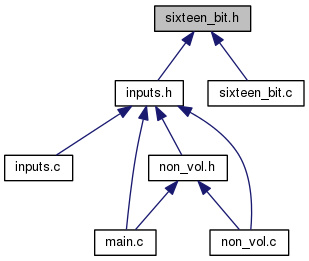 sixteen_bit.h
inputs.h
sixteen_bit.c
inputs.c
non_vol.h
main.c
non_vol.c